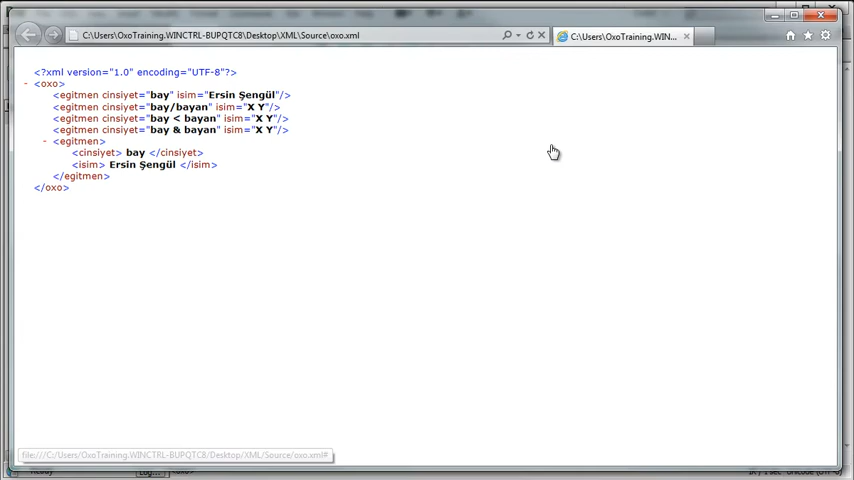 C:\Users\OxoTraining.WINCTRL-BUPQTC8\Desktop\XML\Source\oxo.xml
C:\Users\OxoTraining.WIN...
<?xml version="1.0" encoding="UTF-8"?>
- <oxo>
<egitmen cinsiyet="bay" isim="Ersin Şengül"/>
<egitmen cinsiyet="bay/bayan" isim="X Y"/>
<egitmen cinsiyet="bay < bayan" isim="X Y"/>
<egitmen cinsiyet="bay & bayan" isim="X Y"/>
- <egitmen>
<cinsiyet> bay </cinsiyet>
<isim> Ersin Şengül </isim>
</egitmen>
</oxo>
file:///C:/Users/OxoTraining.WINCTRL-BUPQTC8/Desktop/XML/Source/oxo.xml#